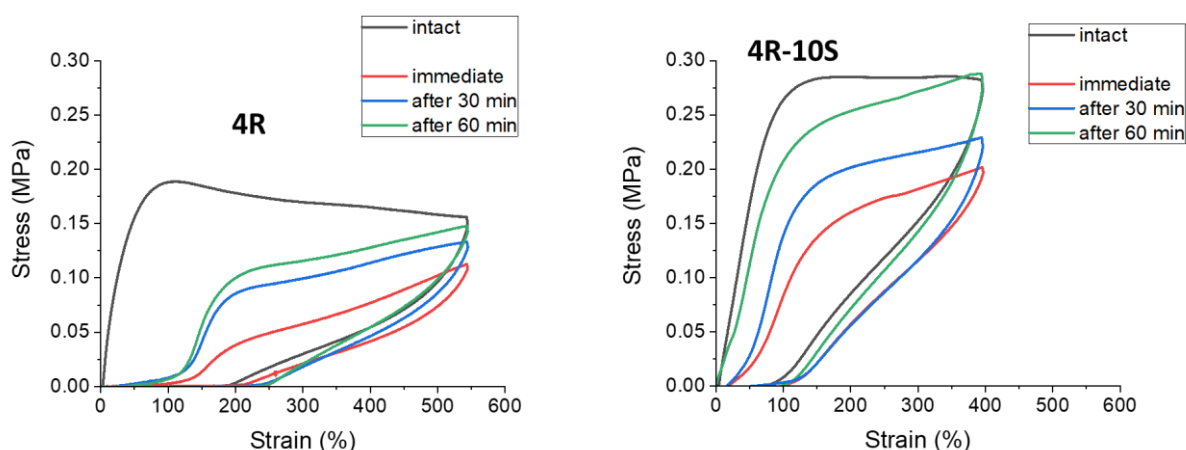 intact
immediate
after 30 min
after 60 min
4R
0.30
0.25
0.20
0.15
0.10
0.05
0.00
Stress (MPa)
0 100 200 300 400 500 600
Strain (%)
intact
immediate
after 30 min
after 60 min
4R-10S
0.30
0.25
0.20
0.15
0.10
0.05
0.00
Stress (MPa)
0 100 200 300 400 500 600
Strain (%)